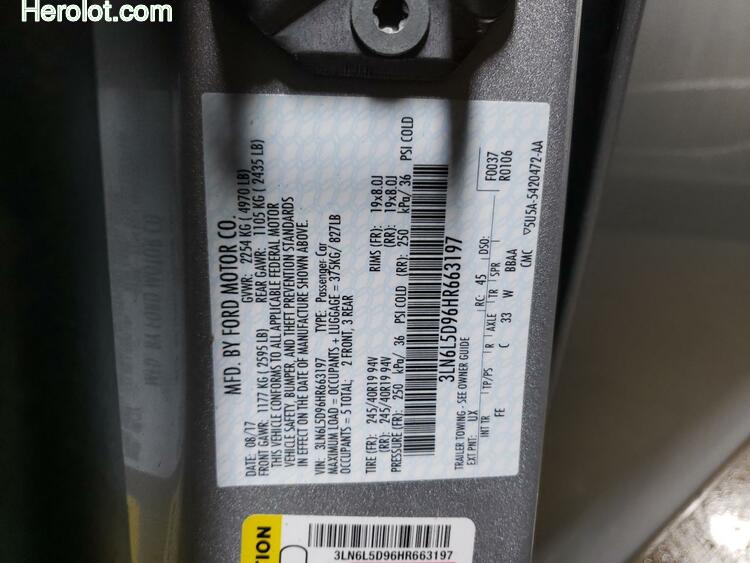 Herolot.com
MFD. BY FORD MOTOR CO.
DATE: 08/17 GVWR: 2254 KG ( 4970 LB)
FRONT GAWR: 1177 KG ( 2595 LB) REAR GAWR: 1105 KG ( 2435 LB)
THIS VEHICLE CONFORMS TO ALL APPLICABLE FEDERAL MOTOR
VEHICLE SAFETY, BUMPER, AND THEFT PREVENTION STANDARDS
IN EFFECT ON THE DATE OF MANUFACTURE SHOWN ABOVE.
VIN: 3LN6L5D96HR663197 TYPE: Passenger-Car
MAXIMUM LOAD = OCCUPANTS + LUGGAGE = 375KG/ 827LB
OCCUPANTS = 5 TOTAL: 2 FRONT, 3 REAR
TIRE (FR): 245/40R19 94V RIMS (FR): 19x8.0J
(RR): 245/40R19 94V (RR): 19x8.0J
PRESSURE (FR): 250 kPa/ 36 PSI COLD (RR): 250 kPa/ 36 PSI COLD
3LN6L5D96HR663197
TRAILER TOWING - SEE OWNER GUIDE
EXT PNT: UX RC: 45 DSO: F0037
R0106
INT TR TP/PS R AXLE TR SPR
FE C 33 W BBAA
CMC ▽5U5A-5420472-AA
3LN6L5D96HR663197